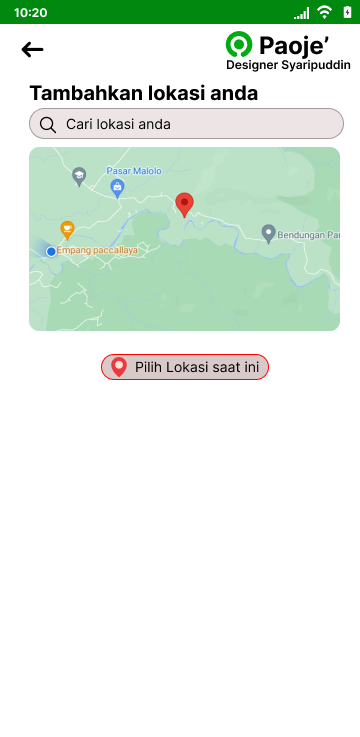 10:20
Paoje’
Designer Syaripuddin
Tambahkan lokasi anda
Cari lokasi anda
Pasar Malolo
Bendungan Par
Empang paccallaya
Pilih Lokasi saat ini